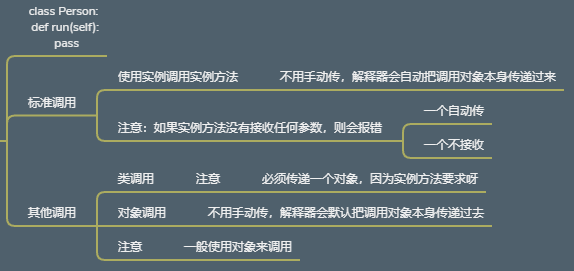 class Person:
def run(self):
pass
标准调用
使用实例调用实例方法
不用手动传，解释器会自动把调用对象本身传递过来
注意：如果实例方法没有接收任何参数，则会报错
一个自动传
一个不接收
其他调用
类调用
注意
必须传递一个对象，因为实例方法要求呀
对象调用
不用手动传，解释器会默认把调用对象本身传递过去
注意
一般使用对象来调用